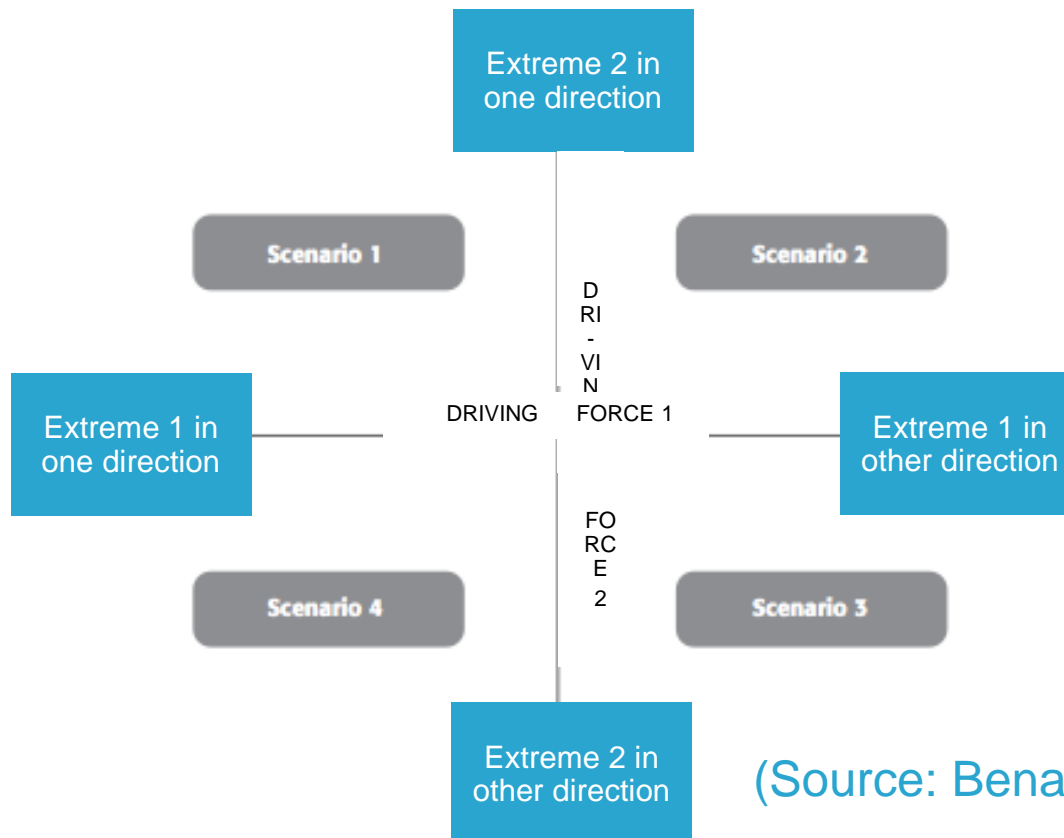 Extreme 2 in
one direction
Scenario 1
Scenario 2
D
RI
-
VI
N
DRIVING FORCE 1
Extreme 1 in
one direction
Extreme 1 in
other direction
FO
RC
E
2
Scenario 4
Scenario 3
Extreme 2 in
other direction
(Source: Bena